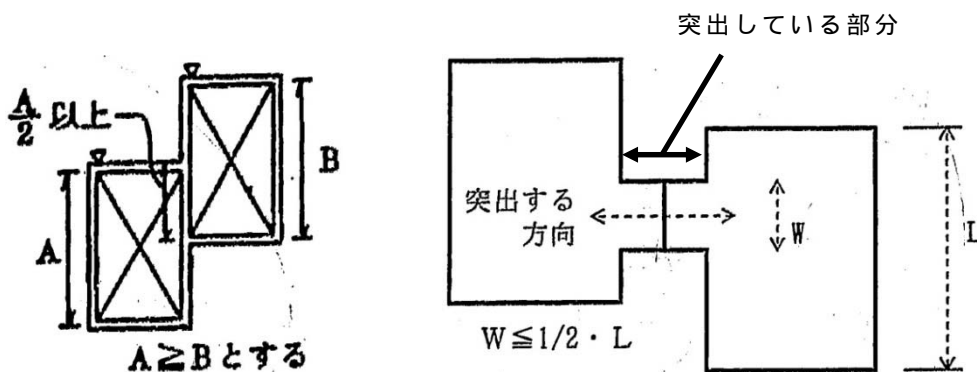 突出している部分
A/2 以上
B
A
突出する
方向
W
L
W≦1/2・L
A≧Bとする